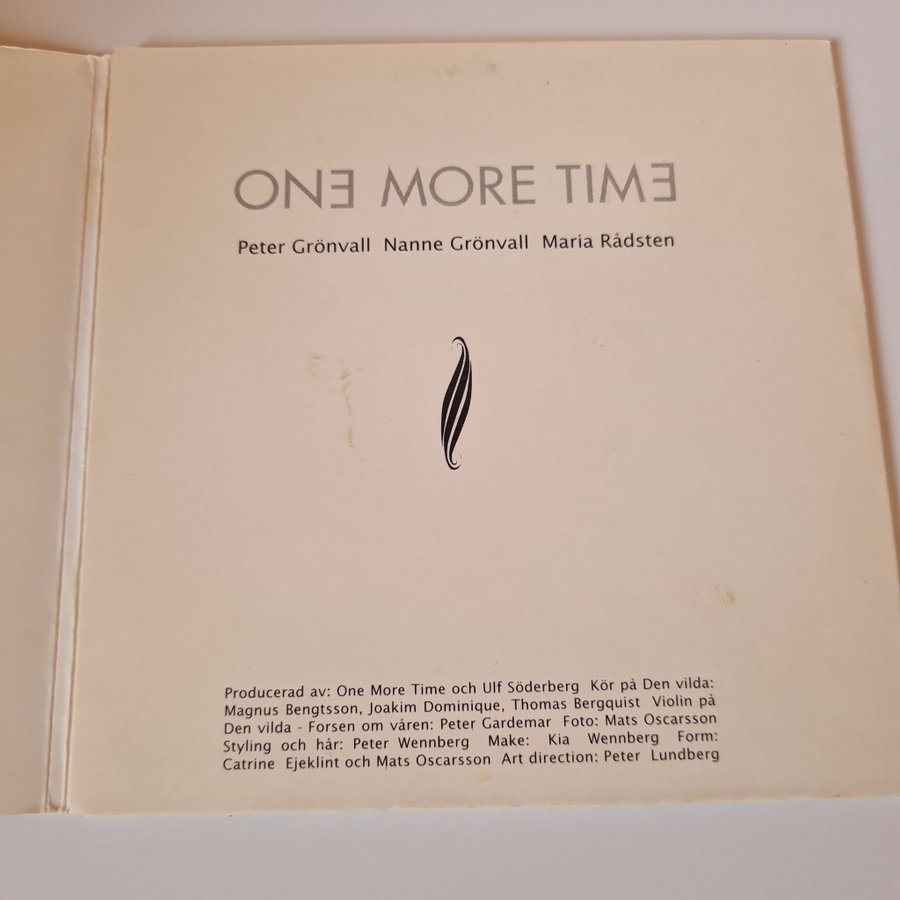 ONE MORE TIME
Peter Grönvall Nanne Grönvall Maria Rådsten
Producerad av: One More Time och Ulf Söderberg Kör på Den vilda:
Magnus Bengtsson, Joakim Dominique, Thomas Bergquist Violin på
Den vilda - Forsen om våren: Peter Gardemar Foto: Mats Oscarsson
Styling och hår: Peter Wennberg Make: Kia Wennberg Form:
Catrine Ejeklint och Mats Oscarsson Art direction: Peter Lundberg